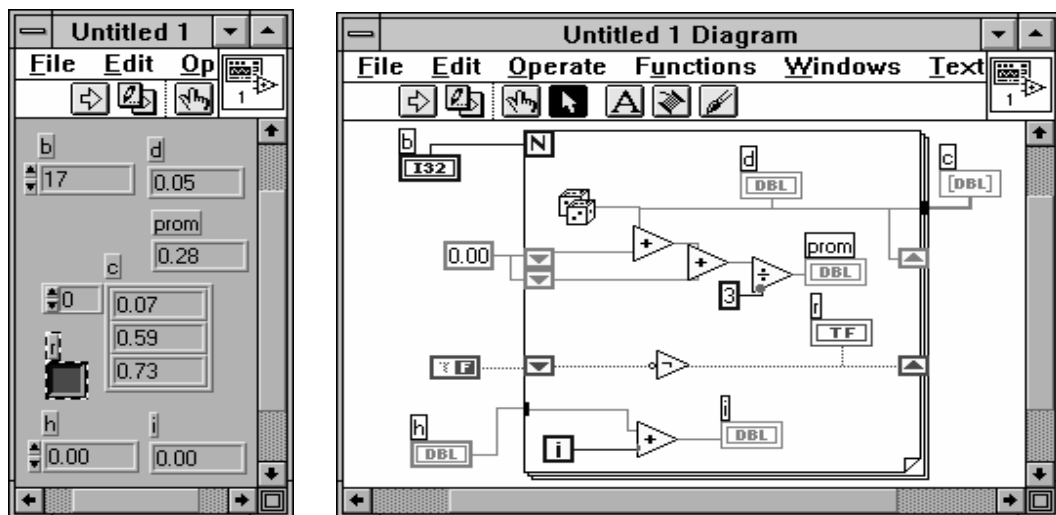 Untitled 1
File Edit Op
1
b
d
17
0.05
prom
0.28
c
0
0.07
0.59
0.73
r
h
i
0.00
0.00
Untitled 1 Diagram
File Edit Operate Functions Windows Text
A
1
b
I32
N
d
DBL
c
[DBL]
0.00
+
+
÷
3
prom
DBL
r
TF
F
¬
h
DBL
i
+
i
DBL